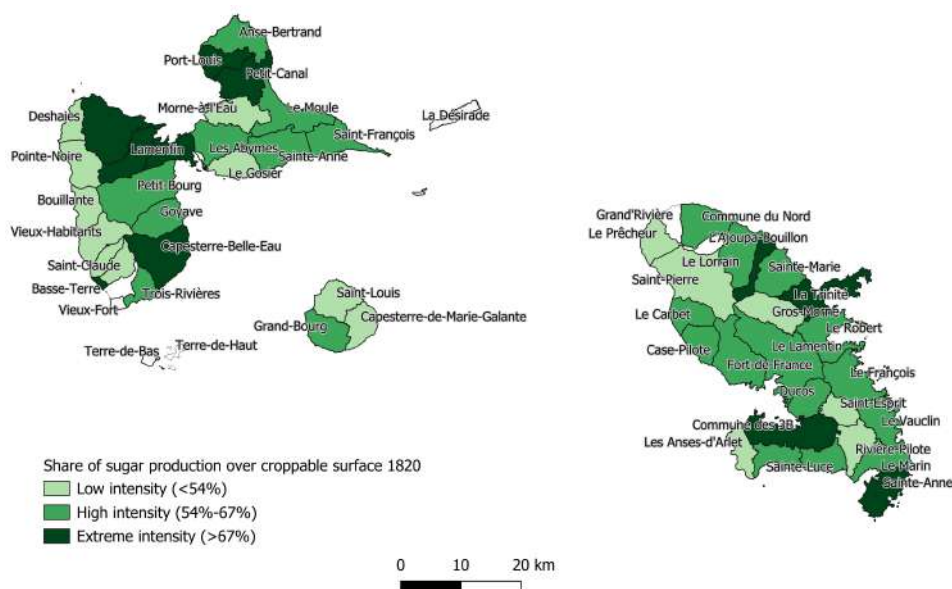 Anse-Bertrand
Port-Louis
Petit-Canal
Morne-à-l'Eau
Le Moule
La Désirade
Deshaies
Lamentin
Les Abymes
Saint-François
Sainte-Anne
Pointe-Noire
Le Gosier
Petit Bourg
Bouillante
Goyave
Vieux-Habitants
Capesterre-Belle-Eau
Saint-Claude
Basse-Terre
Trois-Rivières
Vieux-Fort
Saint-Louis
Capesterre-de-Marie-Galante
Grand-Bourg
Terre-de-Bas
Terre-de-Haut
Grand'Rivière
Commune du Nord
Le Prêcheur
L'Ajoupa-Bouillon
Le Lorrain
Sainte-Marie
Saint-Pierre
La Trinité
Gros-Morne
Le Carbet
Le Robert
Case-Pilote
Le Lamentin
Fort de France
Le François
Ducos
Saint-Esprit
Commune des 3B
Le Vauclin
Les Anses-d'Arlet
Rivière-Pilote
Sainte-Luce
Le Marin
Sainte-Anne
Share of sugar production over croppable surface 1820
Low intensity (<54%)
High intensity (54%-67%)
Extreme intensity (>67%)
0 10 20 km